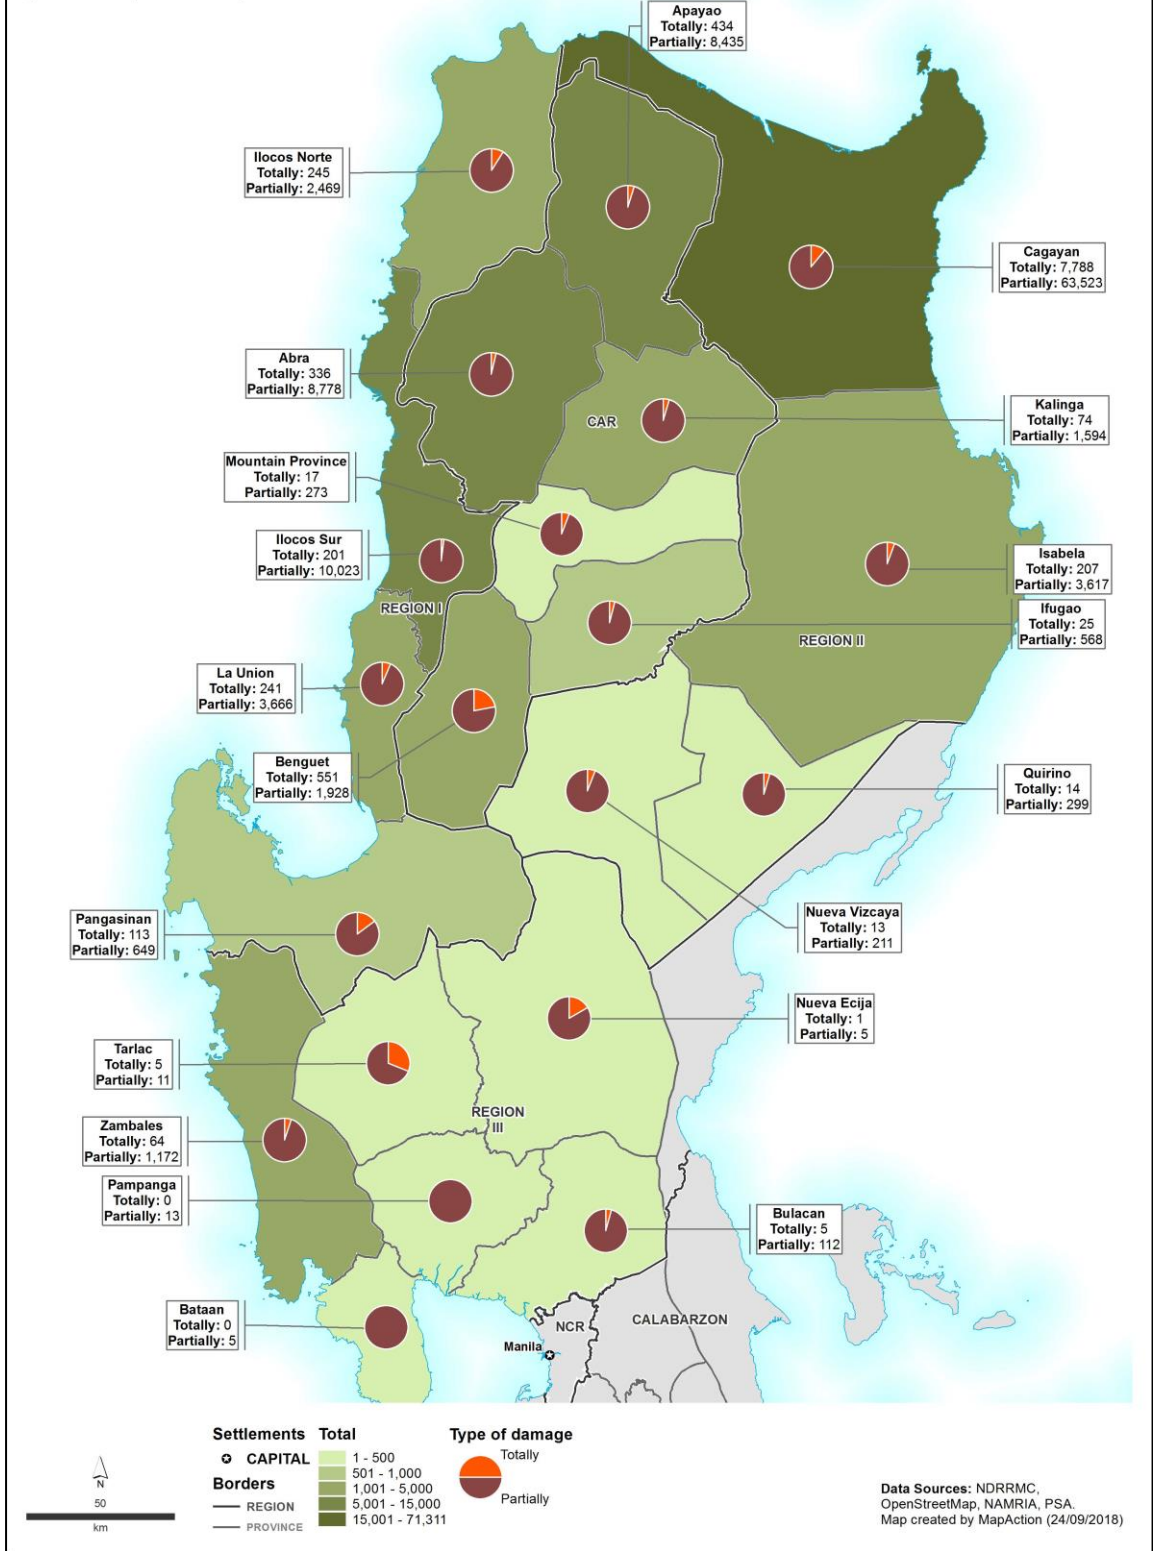 Apayao
Totally: 434
Partially: 8,435
Ilocos Norte
Totally: 245
Partially: 2,469
Cagayan
Totally: 7,788
Partially: 63,523
Abra
Totally: 336
Partially: 8,778
Kalinga
Totally: 74
Partially: 1,594
CAR
Mountain Province
Totally: 17
Partially: 273
Ilocos Sur
Totally: 201
Partially: 10,023
Isabela
Totally: 207
Partially: 3,617
REGION I
Ifugao
Totally: 25
Partially: 568
REGION II
La Union
Totally: 241
Partially: 3,666
Benguet
Totally: 551
Partially: 1,928
Quirino
Totally: 14
Partially: 299
Pangasinan
Totally: 113
Partially: 649
Nueva Vizcaya
Totally: 13
Partially: 211
Nueva Ecija
Totally: 1
Partially: 5
Tarlac
Totally: 5
Partially: 11
REGION
III
Zambales
Totally: 64
Partially: 1,172
Pampanga
Totally: 0
Partially: 13
Bulacan
Totally: 5
Partially: 112
Bataan
Totally: 0
Partially: 5
NCR
CALABARZON
Manila
Settlements
CAPITAL
Borders
REGION
PROVINCE
Total
1 - 500
501 - 1,000
1,001 - 5,000
5,001 - 15,000
15,001 - 71,311
Type of damage
Totally
Partially
N
50
km
Data Sources: NDRRMC,
OpenStreetMap, NAMRIA, PSA.
Map created by MapAction (24/09/2018)